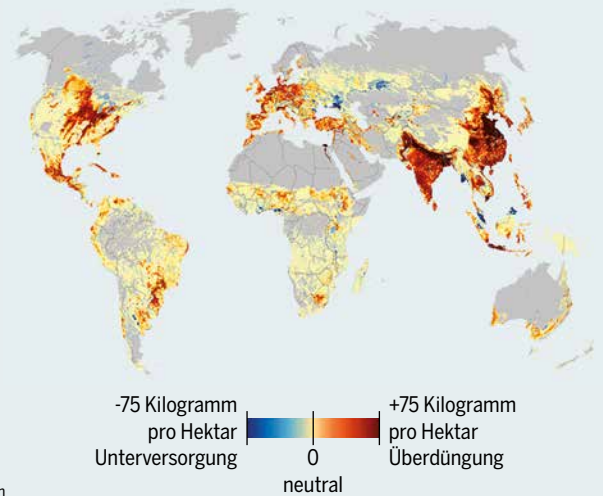 -75 Kilogramm
pro Hektar
Unterversorgung
0
neutral
+75 Kilogramm
pro Hektar
Überdüngung